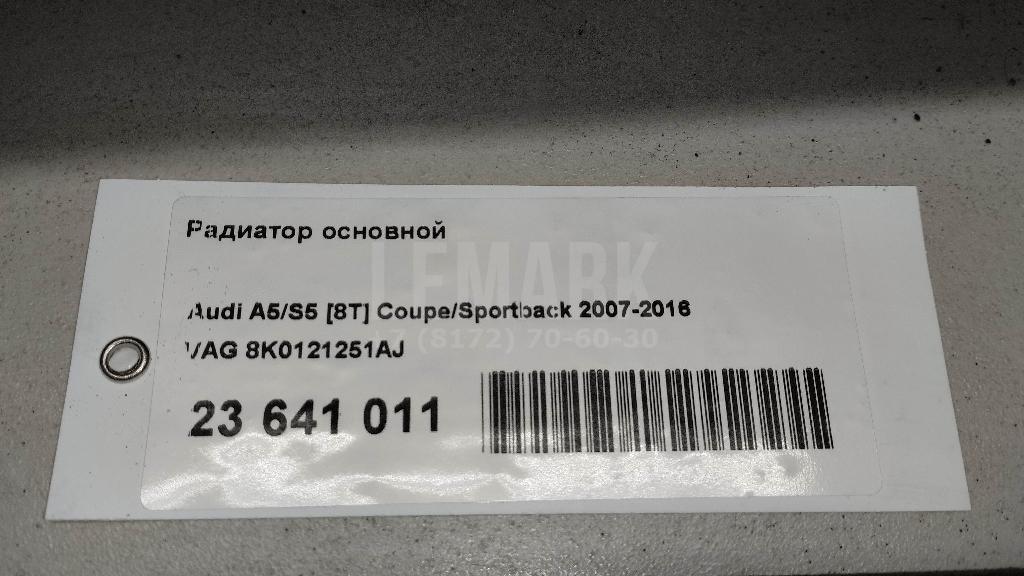 Радиатор основной
LEMARK
Audi A5/S5 [8T] Coupe/Sportback 2007-2016
+7 (8172) 70-60-30
VAG 8K0121251AJ
23 641 011